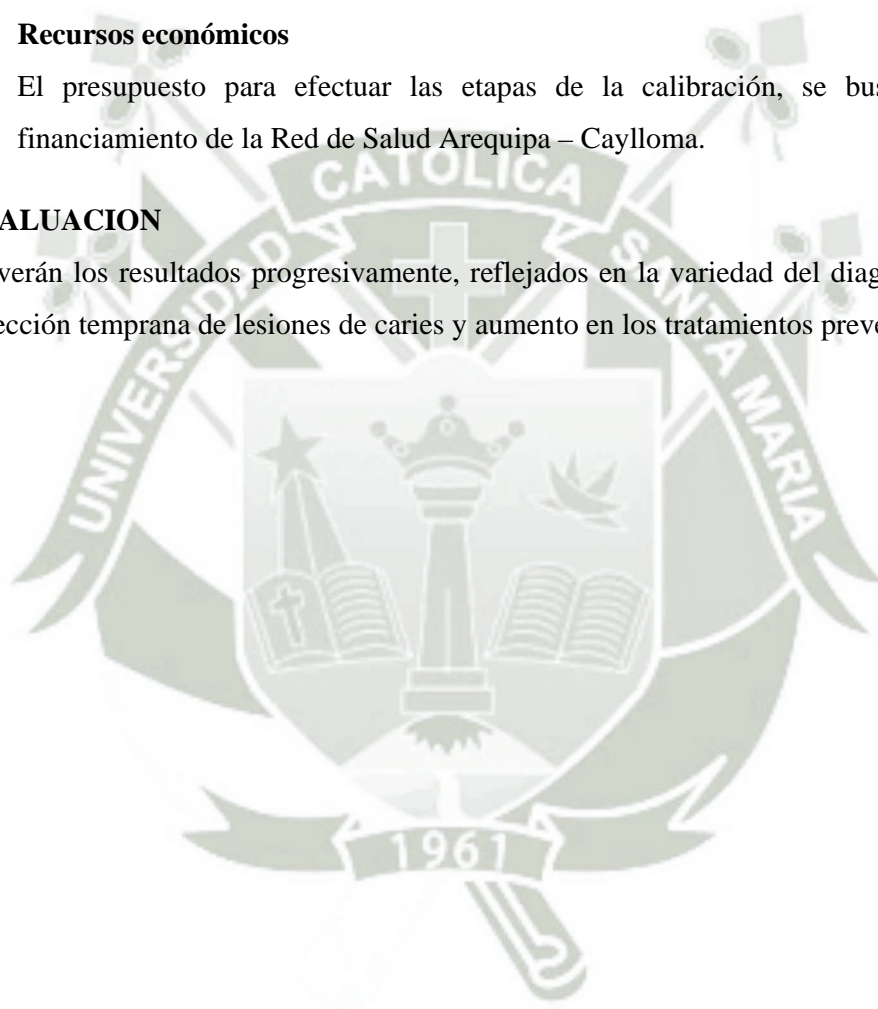 Recursos económicos
El presupuesto para efectuar las etapas de la calibración, se bus
financiamiento de la Red de Salud Arequipa – Caylloma.
ALUACION
verán los resultados progresivamente, reflejados en la variedad del diag
ección temprana de lesiones de caries y aumento en los tratamientos preve
UNIVERSIDAD CATOLICA SANTA MARIA
1961